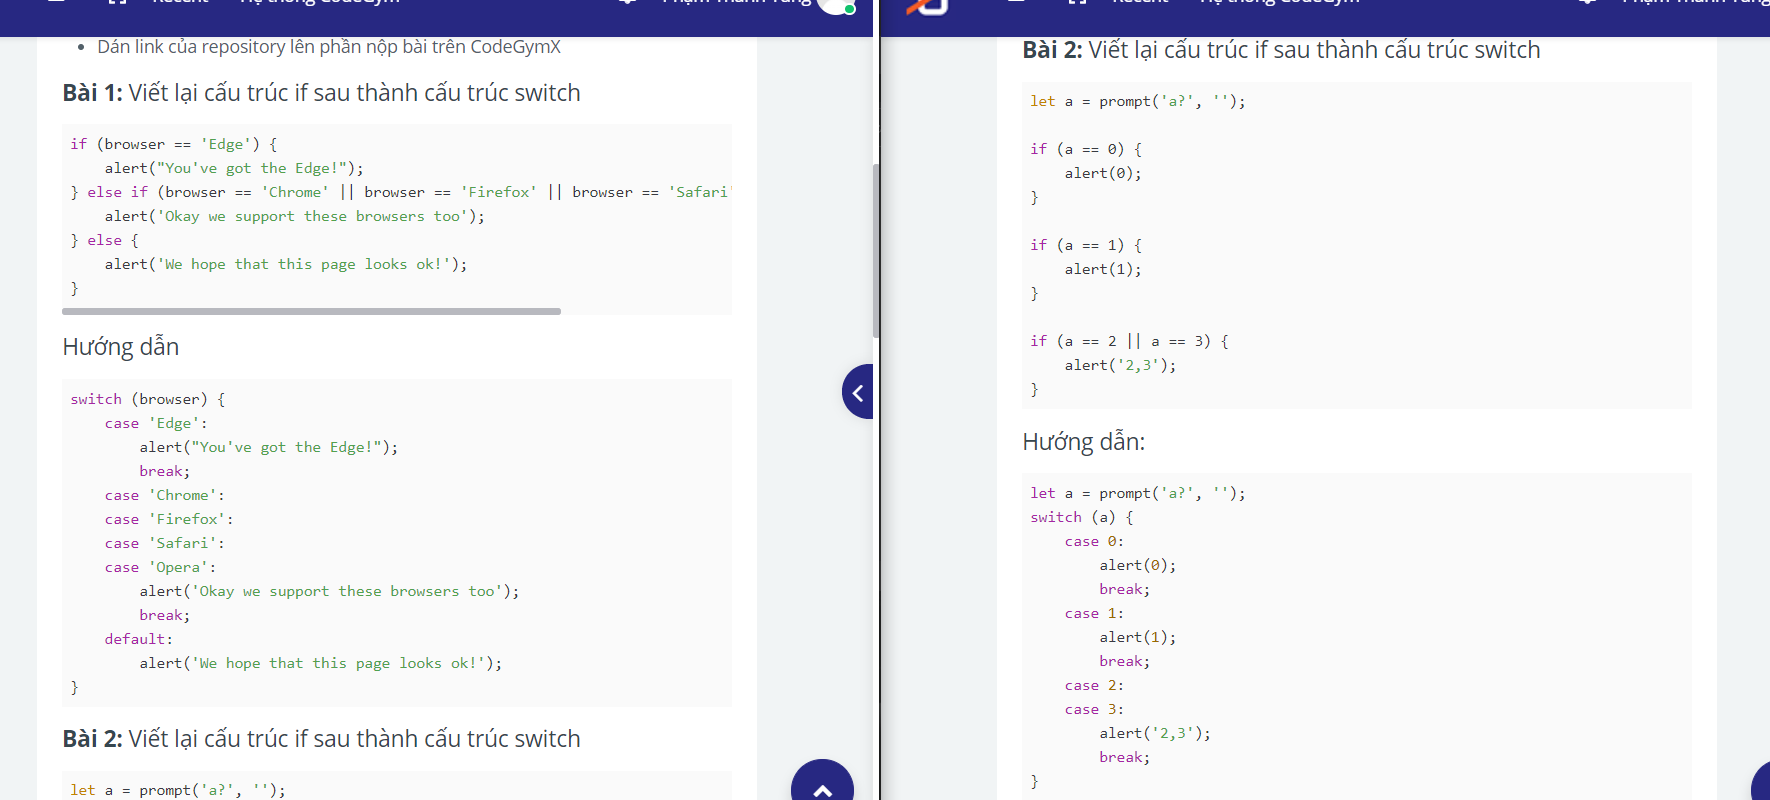 Dán link của repository lên phần nộp bài trên CodeGymX
Bài 1: Viết lại cấu trúc if sau thành cấu trúc switch
if (browser == 'Edge') {
alert("You've got the Edge!");
} else if (browser == 'Chrome' || browser == 'Firefox' || browser == 'Safari'
alert('Okay we support these browsers too');
} else {
alert('We hope that this page looks ok!');
}
Hướng dẫn
switch (browser) {
case 'Edge':
alert("You've got the Edge!");
break;
case 'Chrome':
case 'Firefox':
case 'Safari':
case 'Opera':
alert('Okay we support these browsers too');
break;
default:
alert('We hope that this page looks ok!');
}
Bài 2: Viết lại cấu trúc if sau thành cấu trúc switch
let a = prompt('a?', '');
Bài 2: Viết lại cấu trúc if sau thành cấu trúc switch
let a = prompt('a?', '');
if (a == 0) {
alert(0);
}
if (a == 1) {
alert(1);
}
if (a == 2 || a == 3) {
alert('2,3');
}
Hướng dẫn:
let a = prompt('a?', '');
switch (a) {
case 0:
alert(0);
break;
case 1:
alert(1);
break;
case 2:
case 3:
alert('2,3');
break;
}